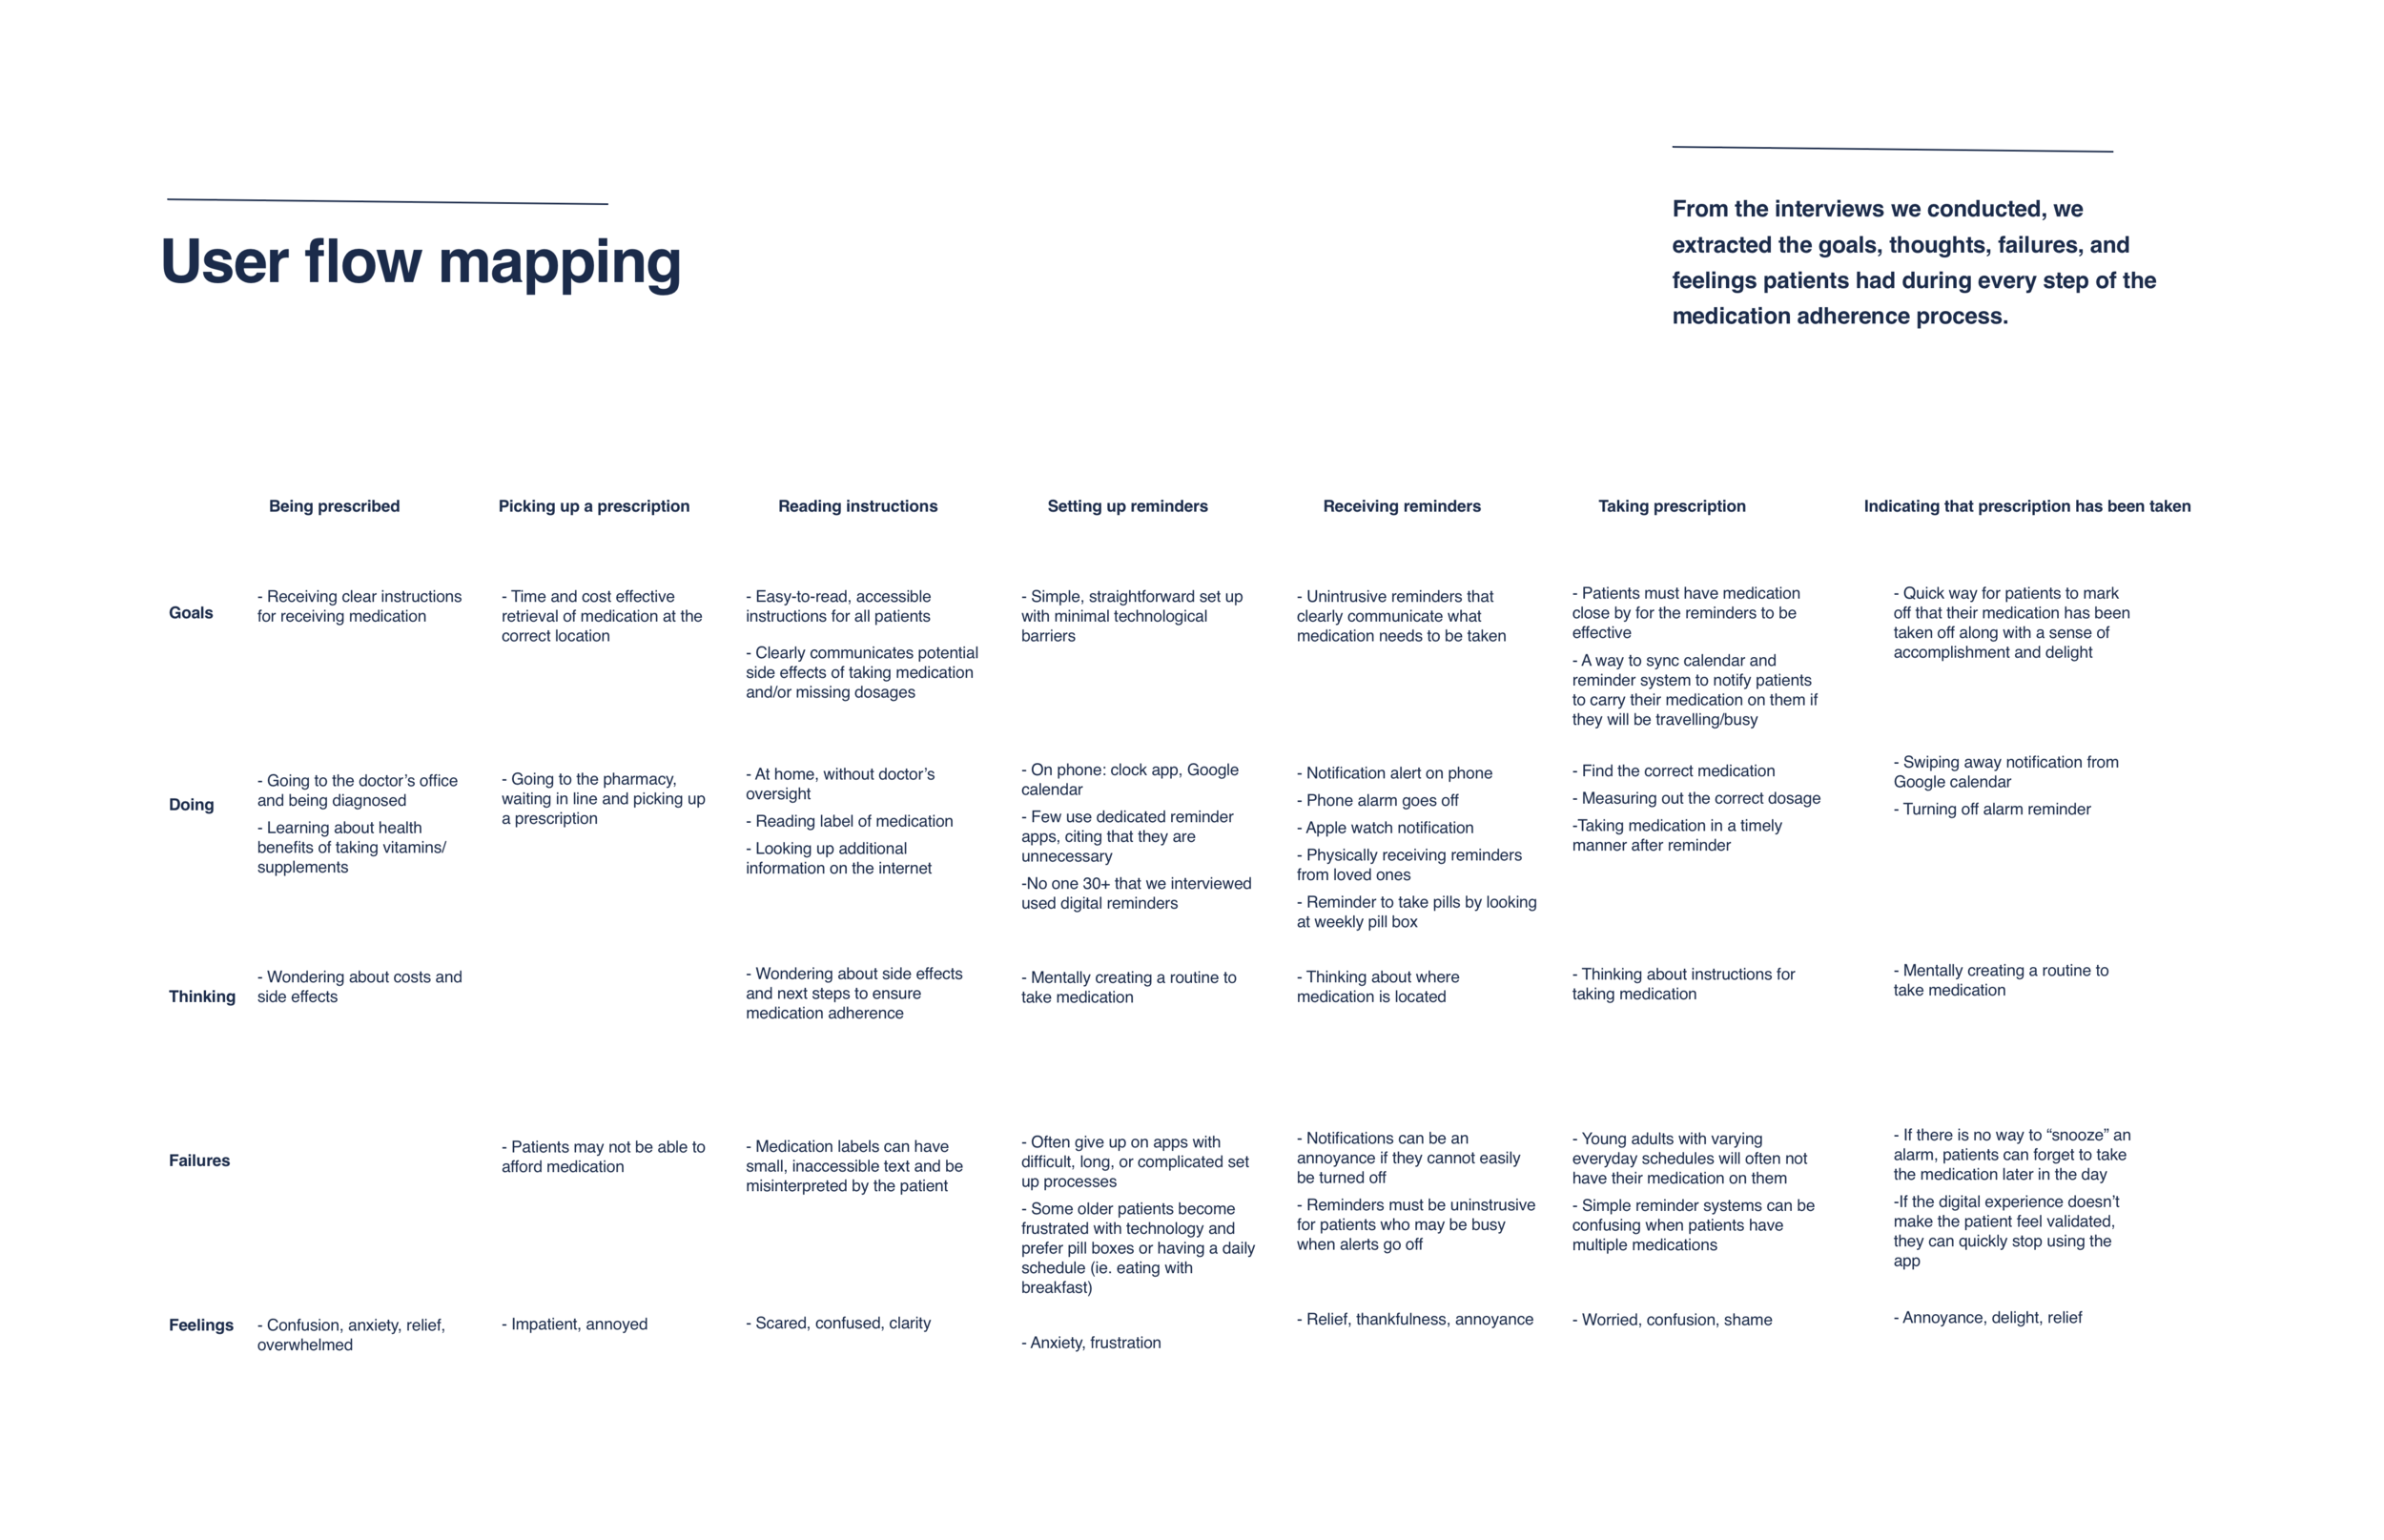 User flow mapping
From the interviews we conducted, we
extracted the goals, thoughts, failures, and
feelings patients had during every step of the
medication adherence process.
Being prescribed
Picking up a prescription
Reading instructions
Setting up reminders
Receiving reminders
Taking prescription
Indicating that prescription has been taken
Goals
- Receiving clear instructions
for receiving medication
- Time and cost effective
retrieval of medication at the
correct location
- Easy-to-read, accessible
instructions for all patients
- Clearly communicates potential
side effects of taking medication
and/or missing dosages
- Simple, straightforward set up
with minimal technological
barriers
- Unintrusive reminders that
clearly communicate what
medication needs to be taken
- Patients must have medication
close by for the reminders to be
effective
- A way to sync calendar and
reminder system to notify patients
to carry their medication on them if
they will be travelling/busy
- Quick way for patients to mark
off that their medication has been
taken off along with a sense of
accomplishment and delight
Doing
- Going to the doctor’s office
and being diagnosed
- Learning about health
benefits of taking vitamins/
supplements
- Going to the pharmacy,
waiting in line and picking up
a prescription
- At home, without doctor’s
oversight
- Reading label of medication
- Looking up additional
information on the internet
- On phone: clock app, Google
calendar
- Few use dedicated reminder
apps, citing that they are
unnecessary
-No one 30+ that we interviewed
used digital reminders
- Notification alert on phone
- Phone alarm goes off
- Apple watch notification
- Physically receiving reminders
from loved ones
- Reminder to take pills by looking
at weekly pill box
- Find the correct medication
- Measuring out the correct dosage
-Taking medication in a timely
manner after reminder
- Swiping away notification from
Google calendar
- Turning off alarm reminder
Thinking
- Wondering about costs and
side effects
- Wondering about side effects
and next steps to ensure
medication adherence
- Mentally creating a routine to
take medication
- Thinking about where
medication is located
- Thinking about instructions for
taking medication
- Mentally creating a routine to
take medication
Failures
- Patients may not be able to
afford medication
- Medication labels can have
small, inaccessible text and be
misinterpreted by the patient
- Often give up on apps with
difficult, long, or complicated set
up processes
- Some older patients become
frustrated with technology and
prefer pill boxes or having a daily
schedule (ie. eating with
breakfast)
- Notifications can be an
annoyance if they cannot easily
be turned off
- Reminders must be uninstrusive
for patients who may be busy
when alerts go off
- Young adults with varying
everyday schedules will often not
have their medication on them
- Simple reminder systems can be
confusing when patients have
multiple medications
- If there is no way to “snooze” an
alarm, patients can forget to take
the medication later in the day
-If the digital experience doesn’t
make the patient feel validated,
they can quickly stop using the
app
Feelings
- Confusion, anxiety, relief,
overwhelmed
- Impatient, annoyed
- Scared, confused, clarity
- Anxiety, frustration
- Relief, thankfulness, annoyance
- Worried, confusion, shame
- Annoyance, delight, relief